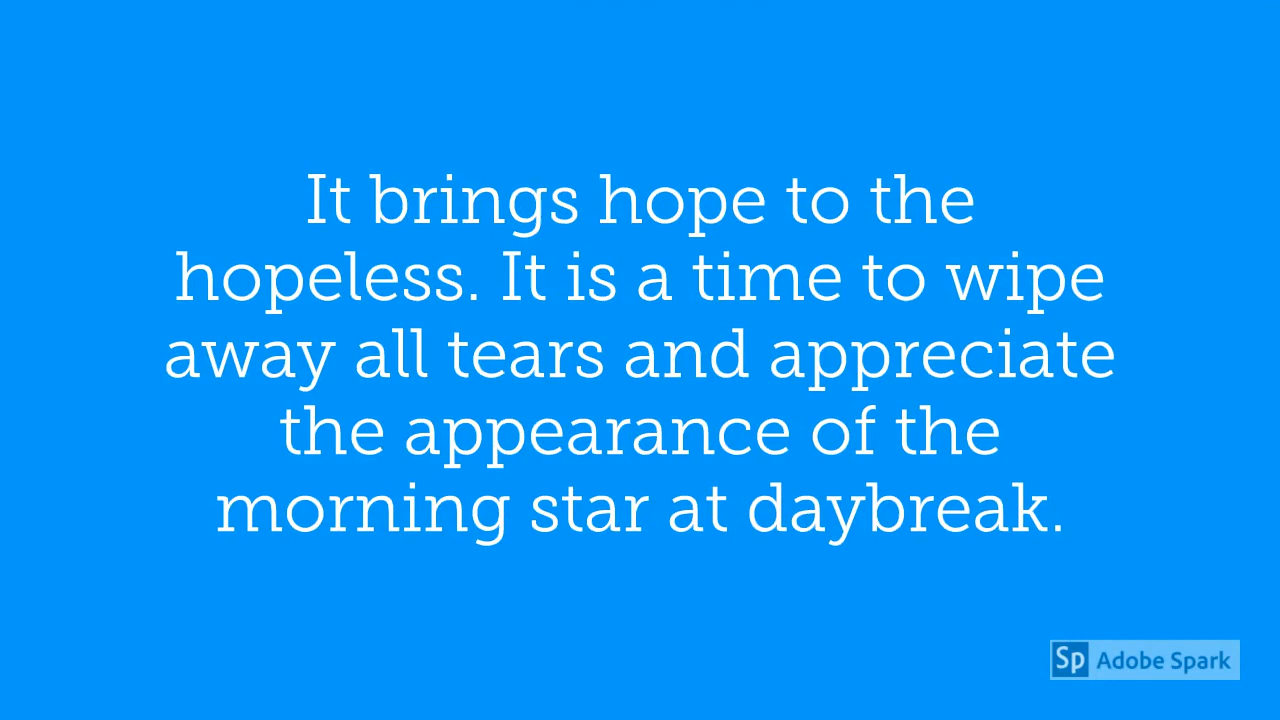 It brings hope to the
hopeless. It is a time to wipe
away all tears and appreciate
the appearance of the
morning star at daybreak.
Sp Adobe Spark